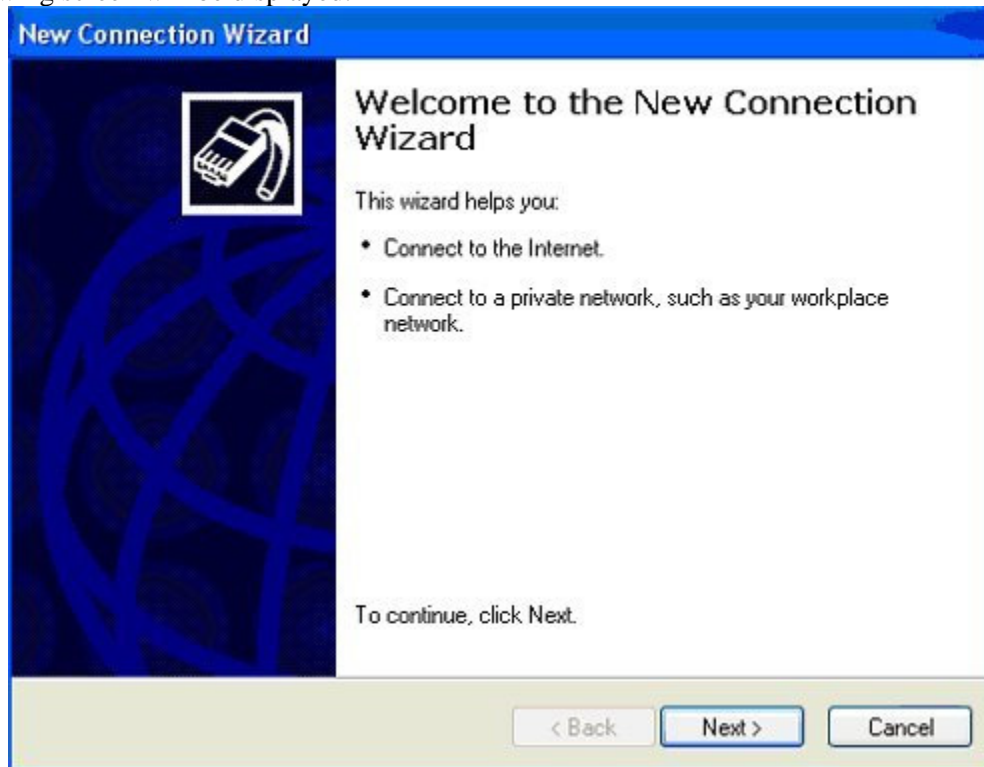 screen will be displayed.
New Connection Wizard
Welcome to the New Connection
Wizard
This wizard helps you:
• Connect to the Internet.
• Connect to a private network, such as your workplace
network.
To continue, click Next.
< Back Next > Cancel